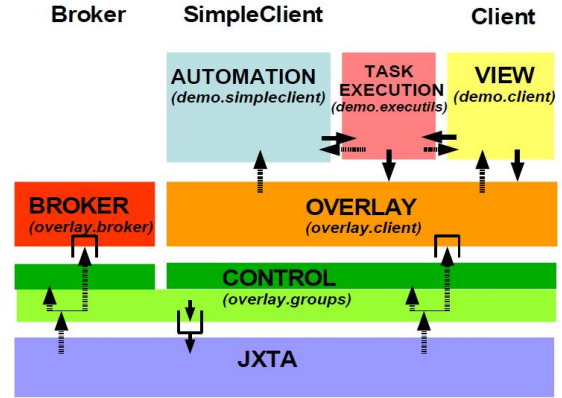 Broker SimpleClient Client
AUTOMATION
(demo.simpleclient)
TASK
EXECUTION
(demo.executils)
VIEW
(demo.client)
BROKER
(overlay.broker)
OVERLAY
(overlay.client)
CONTROL
(overlay.groups)
JXTA